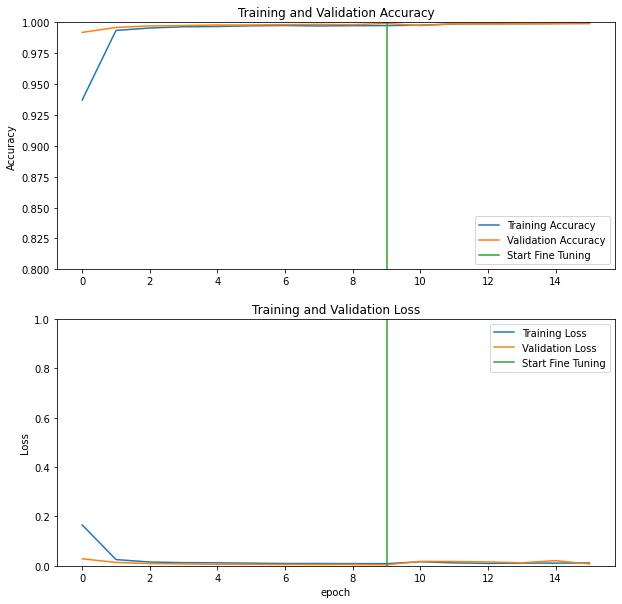 Training and Validation Accuracy
1.000
0.975
0.950
0.925
0.900
0.875
0.850
0.825
0.800
Accuracy
Training Accuracy
Validation Accuracy
Start Fine Tuning
0 2 4 6 8 10 12 14
Training and Validation Loss
1.0
0.8
0.6
0.4
0.2
0.0
Loss
Training Loss
Validation Loss
Start Fine Tuning
0 2 4 6 8 10 12 14
epoch